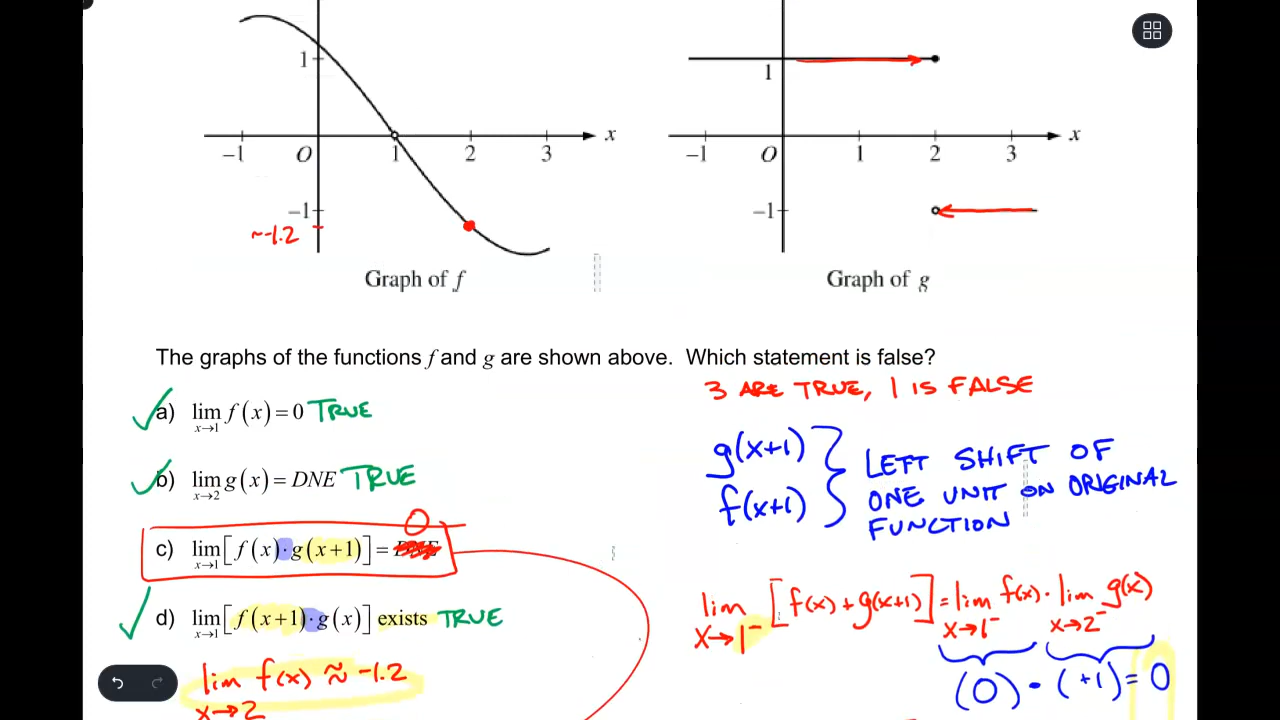 1
1
-1 O 1 2 3 x
-1 O 1 2 3 x
-1
~-1.2
-1
Graph of f
Graph of g
The graphs of the functions f and g are shown above. Which statement is false?
3 ARE TRUE, 1 IS FALSE
a) lim x→1 f(x) = 0 TRUE
b) lim x→2 g(x) = DNE TRUE
g(x+1)
f(x+1)
LEFT SHIFT OF
ONE UNIT ON ORIGINAL
FUNCTION
0
c) lim x→1 [f(x)·g(x+1)] =
d) lim x→1 [f(x+1)·g(x)] exists TRUE
lim x→1⁻ [f(x)+g(x+1)] = lim x→1⁻ f(x) · lim x→2⁻ g(x)
(0) · (+1) = 0
lim x→2 f(x) ≈ -1.2